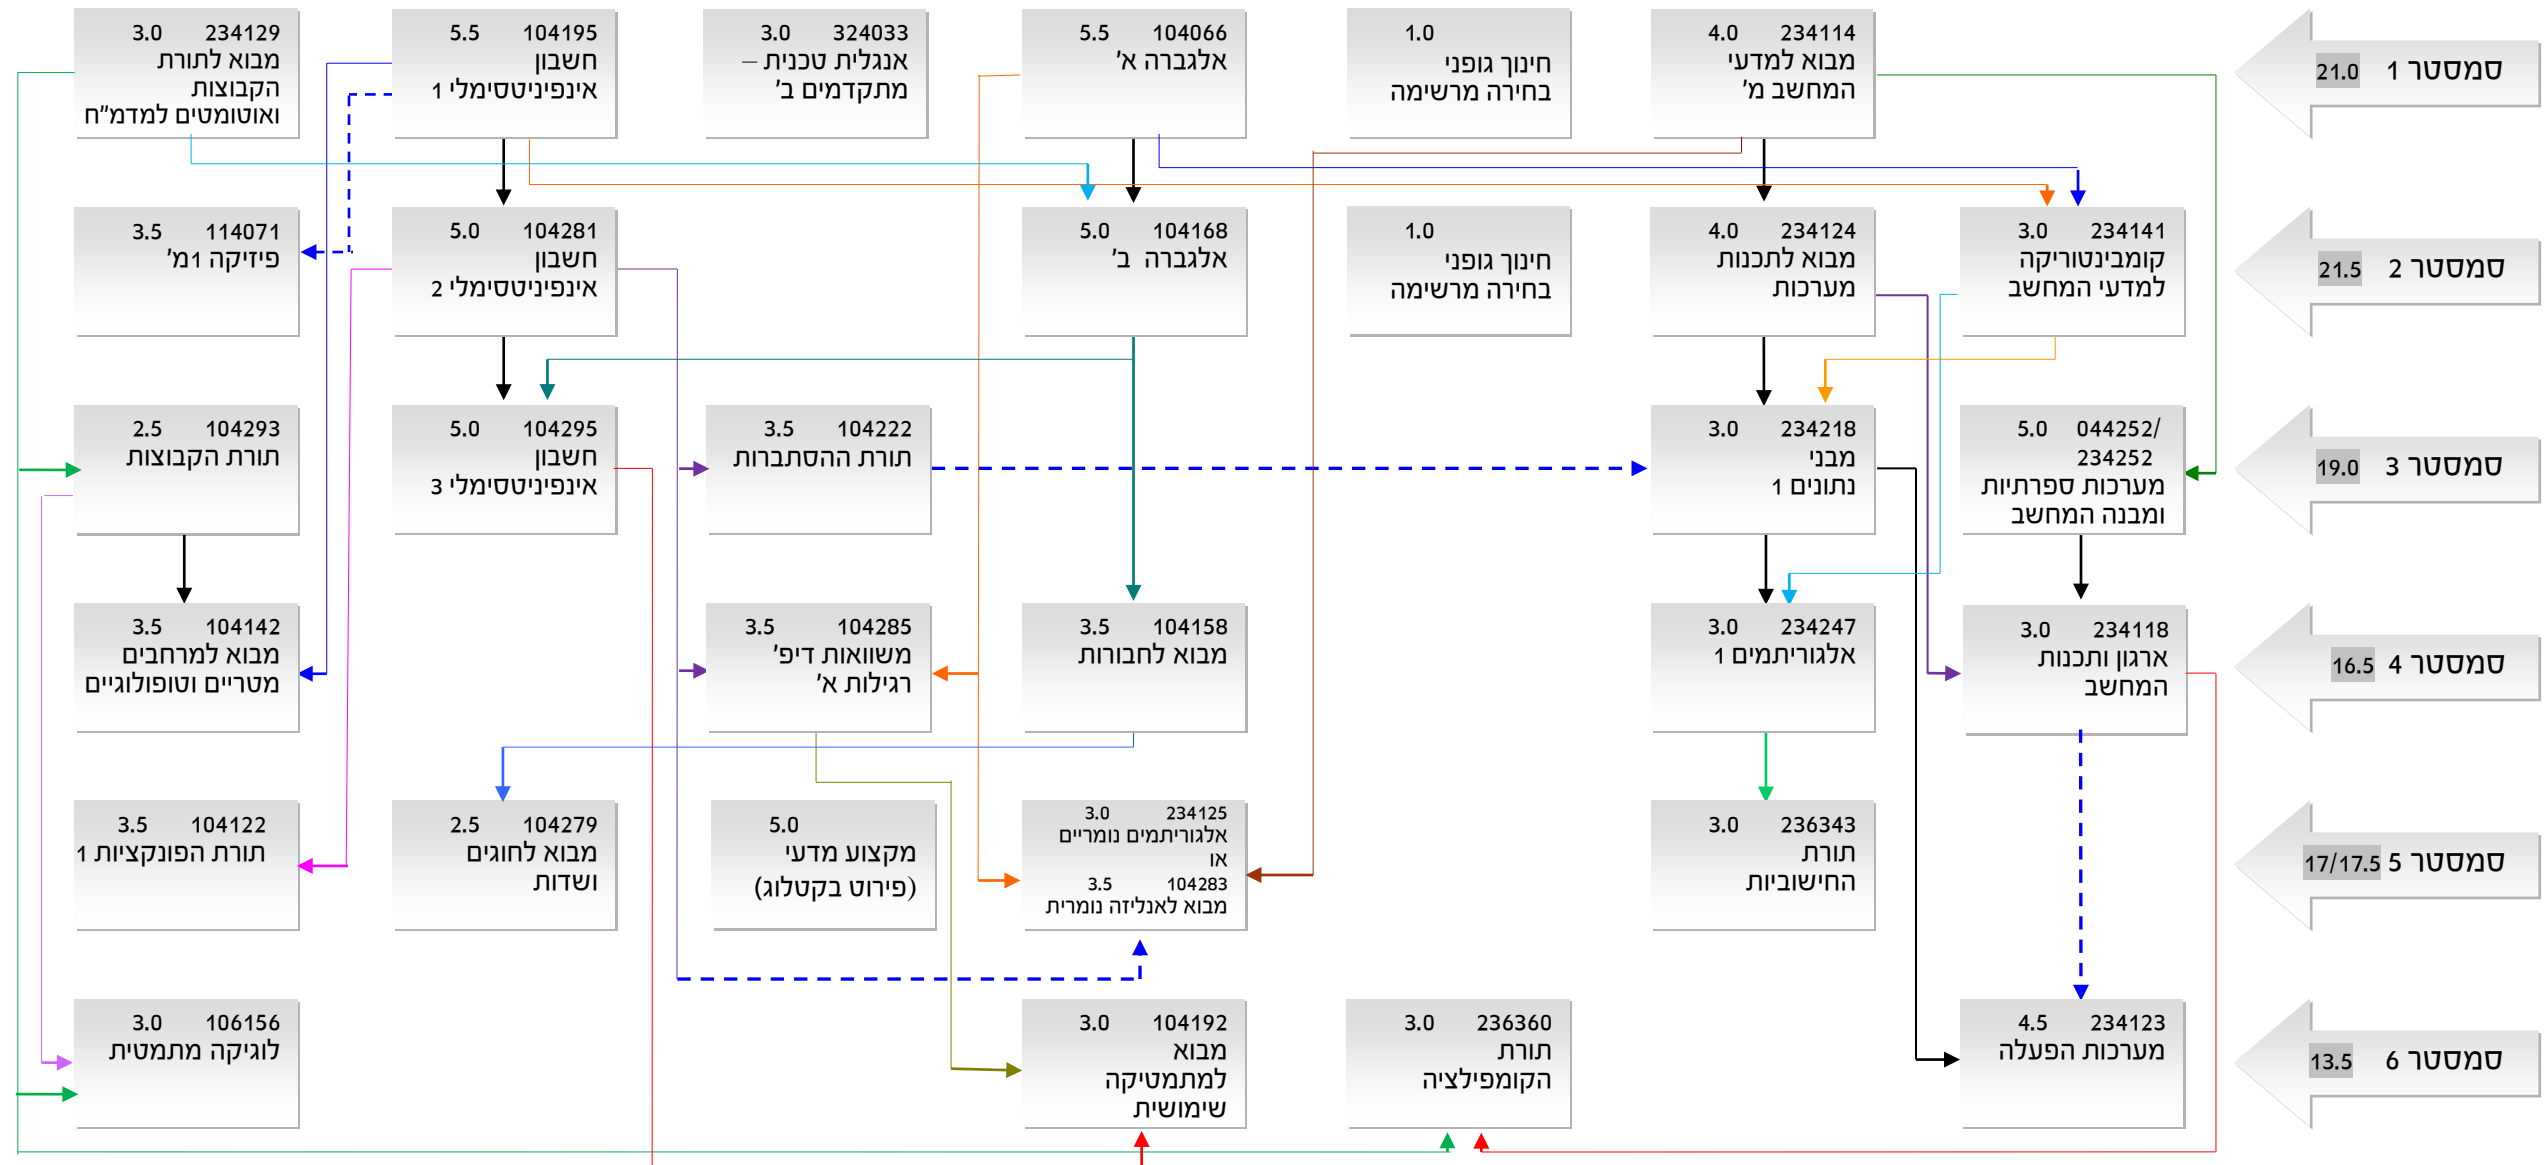 סמסטר 1 21.0
234114 4.0
מבוא למדעי
המחשב מ'
1.0
חינוך גופני
בחירה מרשימה
104066 5.5
אלגברה א'
324033 3.0
אנגלית טכנית –
מתקדמים ב'
104195 5.5
חשבון
אינפיניטסימלי 1
234129 3.0
מבוא לתורת
הקבוצות
ואוטומטים למדמ"ח
סמסטר 2 21.5
234141 3.0
קומבינטוריקה
למדעי המחשב
234124 4.0
מבוא לתכנות
מערכות
1.0
חינוך גופני
בחירה מרשימה
104168 5.0
אלגברה ב'
104281 5.0
חשבון
אינפיניטסימלי 2
114071 3.5
פיזיקה 1מ'
סמסטר 3 19.0
044252/ 5.0
234252
מערכות ספרתיות
ומבנה המחשב
234218 3.0
מבני
נתונים 1
104222 3.5
תורת ההסתברות
104295 5.0
חשבון
אינפיניטסימלי 3
104293 2.5
תורת הקבוצות
סמסטר 4 16.5
234118 3.0
ארגון ותכנות
המחשב
234247 3.0
אלגוריתמים 1
104158 3.5
מבוא לחבורות
104285 3.5
משוואות דיפ'
רגילות א'
104142 3.5
מבוא למרחבים
מטריים וטופולוגיים
סמסטר 5 17/17.5
236343 3.0
תורת
החישוביות
234125 3.0
אלגוריתמים נומריים
או
104283 3.5
מבוא לאנליזה נומרית
5.0
מקצוע מדעי
(פירוט בקטלוג)
104279 2.5
מבוא לחוגים
ושדות
104122 3.5
תורת הפונקציות 1
סמסטר 6 13.5
234123 4.5
מערכות הפעלה
236360 3.0
תורת
הקומפילציה
104192 3.0
מבוא
למתמטיקה
שימושית
106156 3.0
לוגיקה מתמטית